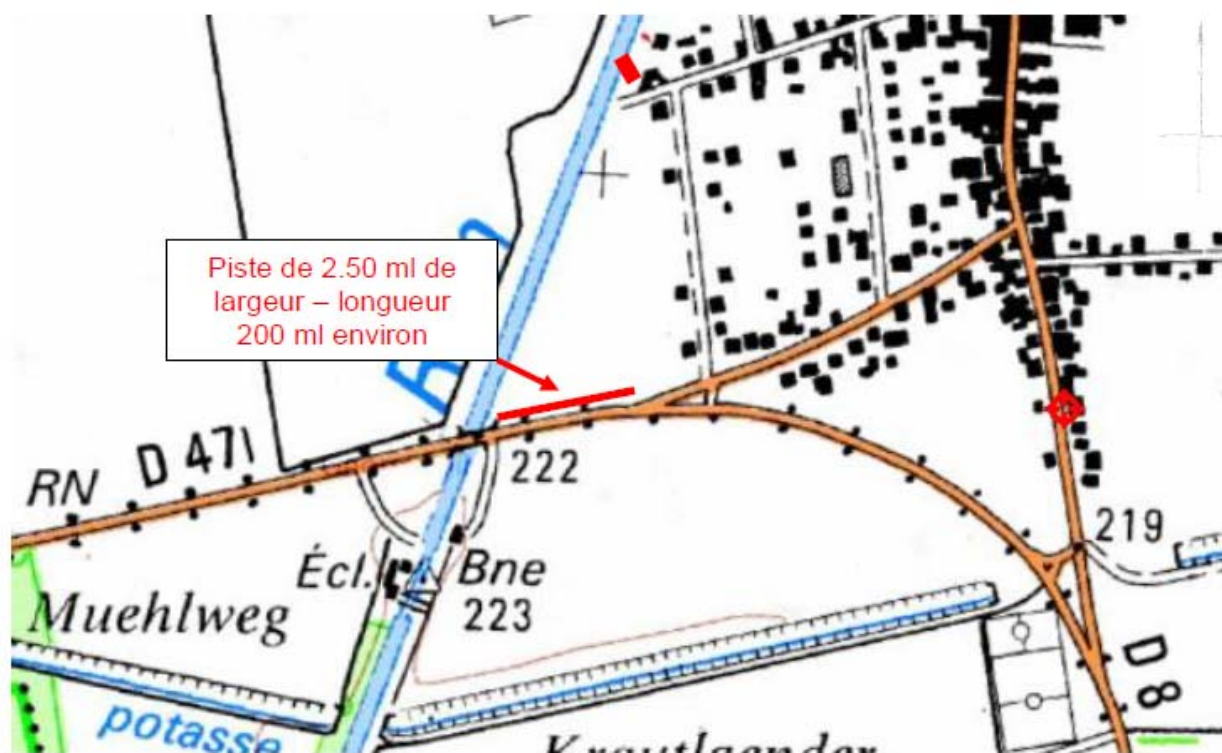 Piste de 2.50 ml de
largeur – longueur
200 ml environ
D 471
RN
222
219
Écl.
Bne
223
Muehlweg
D 8
potasse
Krautlaender